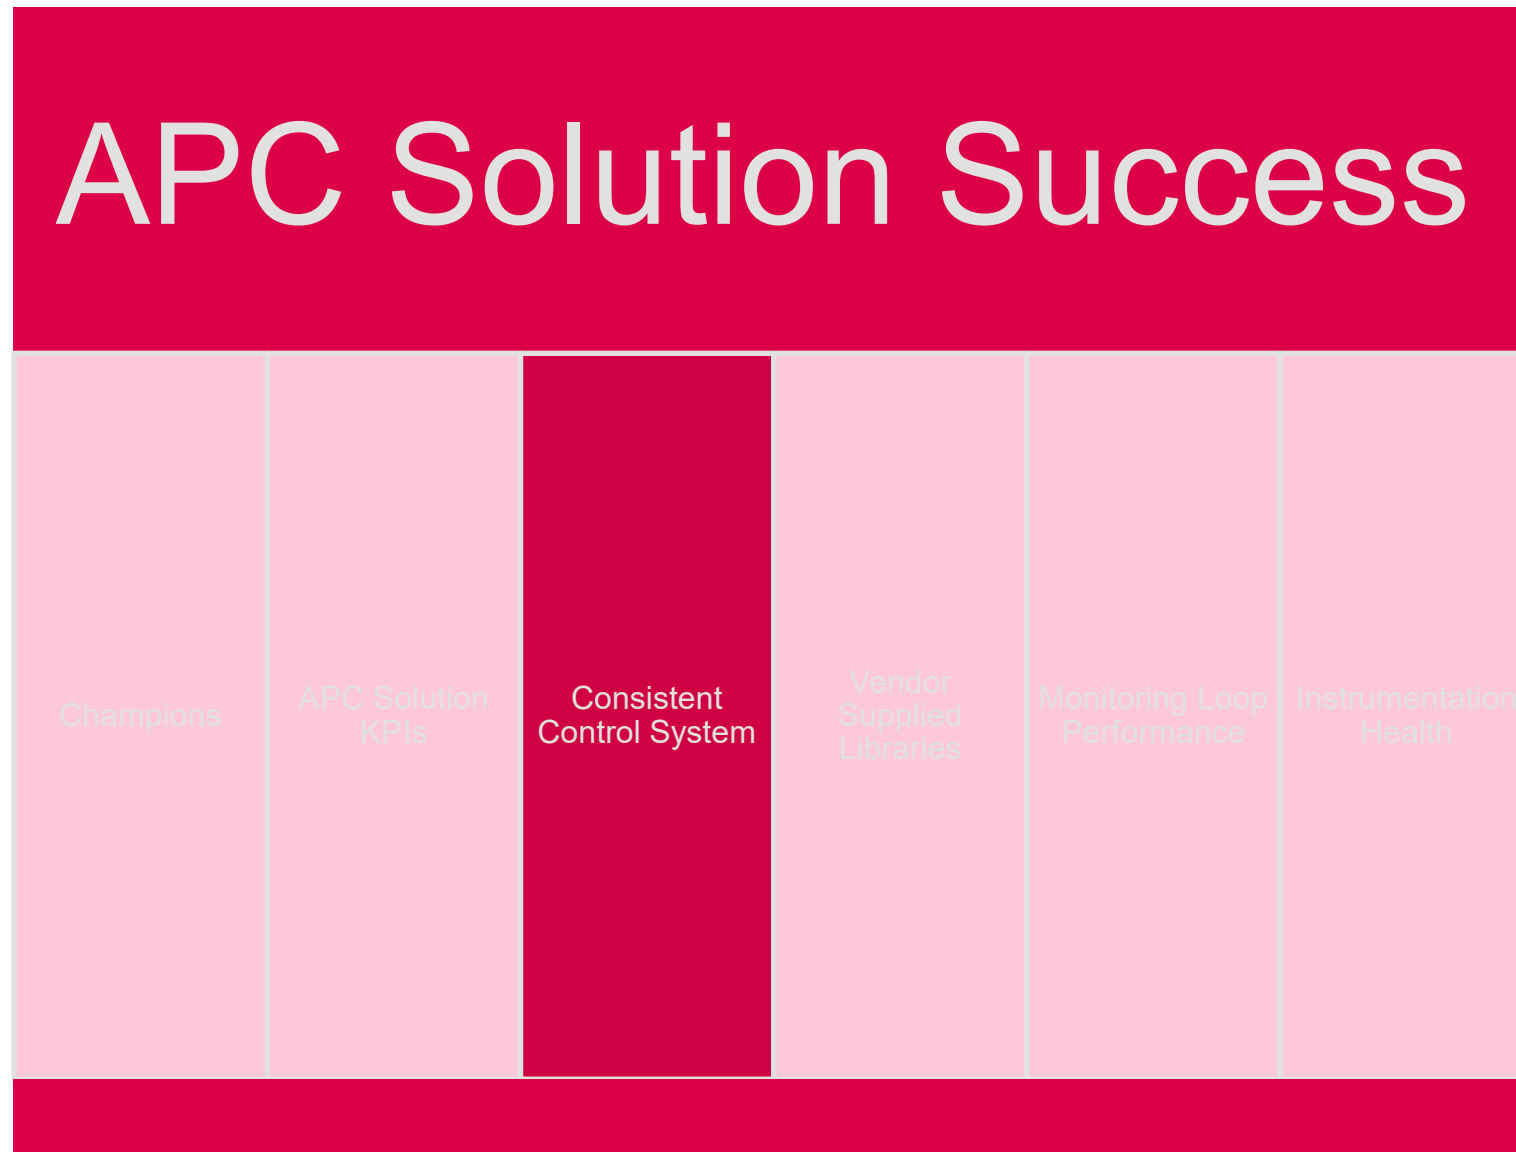 APC Solution Success
Champions
APC Solution
KPIs
Consistent
Control System
Vendor
Supplied
Libraries
Monitoring Loop
Performance
Instrumentation
Health